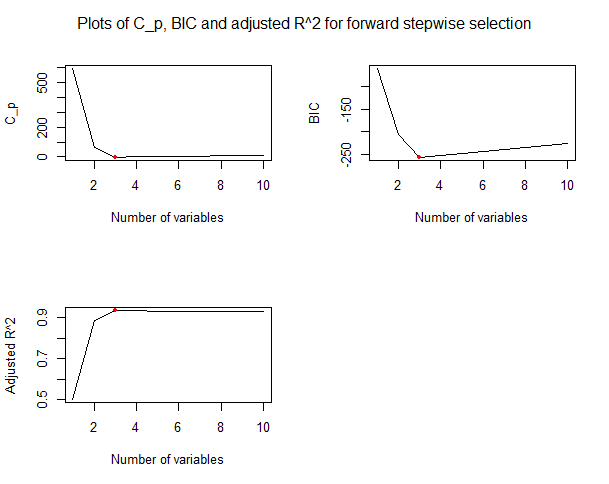 Plots of C_p, BIC and adjusted R^2 for forward stepwise selection
C_p
0 200 500
2 4 6 8 10
Number of variables
BIC
-250 -150
2 4 6 8 10
Number of variables
Adjusted R^2
0.5 0.7 0.9
2 4 6 8 10
Number of variables